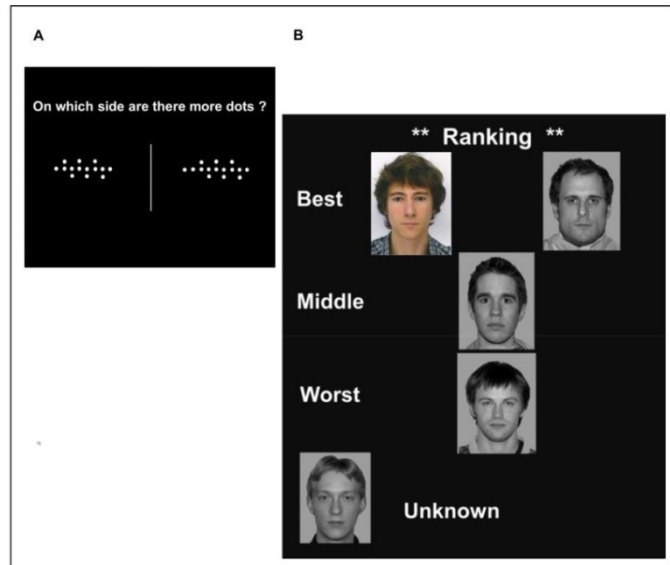 A
B
On which side are there more dots ?
** Ranking **
Best
Middle
Worst
Unknown